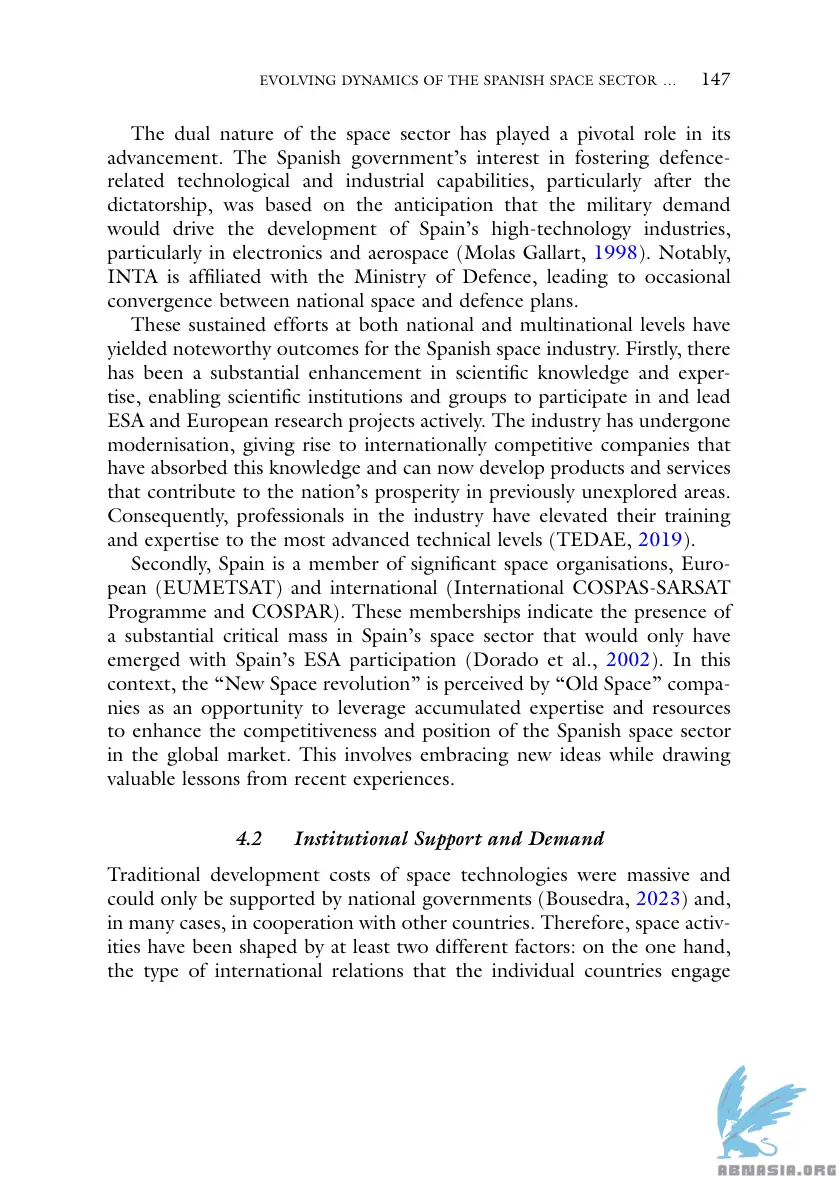 EVOLVING DYNAMICS OF THE SPANISH SPACE SECTOR ... 147
The dual nature of the space sector has played a pivotal role in its
advancement. The Spanish government’s interest in fostering defence-
related technological and industrial capabilities, particularly after the
dictatorship, was based on the anticipation that the military demand
would drive the development of Spain’s high-technology industries,
particularly in electronics and aerospace (Molas Gallart, 1998). Notably,
INTA is affiliated with the Ministry of Defence, leading to occasional
convergence between national space and defence plans.
These sustained efforts at both national and multinational levels have
yielded noteworthy outcomes for the Spanish space industry. Firstly, there
has been a substantial enhancement in scientific knowledge and exper-
tise, enabling scientific institutions and groups to participate in and lead
ESA and European research projects actively. The industry has undergone
modernisation, giving rise to internationally competitive companies that
have absorbed this knowledge and can now develop products and services
that contribute to the nation’s prosperity in previously unexplored areas.
Consequently, professionals in the industry have elevated their training
and expertise to the most advanced technical levels (TEDAE, 2019).
Secondly, Spain is a member of significant space organisations, Euro-
pean (EUMETSAT) and international (International COSPAS-SARSAT
Programme and COSPAR). These memberships indicate the presence of
a substantial critical mass in Spain’s space sector that would only have
emerged with Spain’s ESA participation (Dorado et al., 2002). In this
context, the “New Space revolution” is perceived by “Old Space” compa-
nies as an opportunity to leverage accumulated expertise and resources
to enhance the competitiveness and position of the Spanish space sector
in the global market. This involves embracing new ideas while drawing
valuable lessons from recent experiences.
4.2 Institutional Support and Demand
Traditional development costs of space technologies were massive and
could only be supported by national governments (Bousedra, 2023) and,
in many cases, in cooperation with other countries. Therefore, space activ-
ities have been shaped by at least two different factors: on the one hand,
the type of international relations that the individual countries engage
ABNASIA.ORG